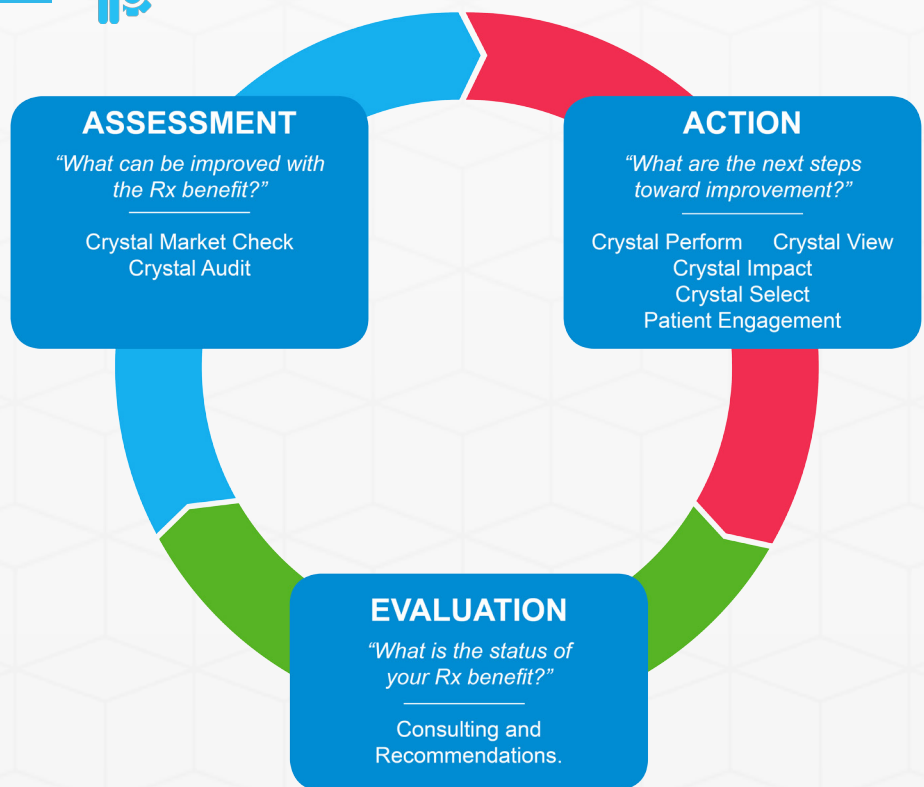 ASSESSMENT
“What can be improved with
the Rx benefit?”
Crystal Market Check
Crystal Audit
ACTION
“What are the next steps
toward improvement?”
Crystal Perform Crystal View
Crystal Impact
Crystal Select
Patient Engagement
EVALUATION
“What is the status of
your Rx benefit?”
Consulting and
Recommendations.